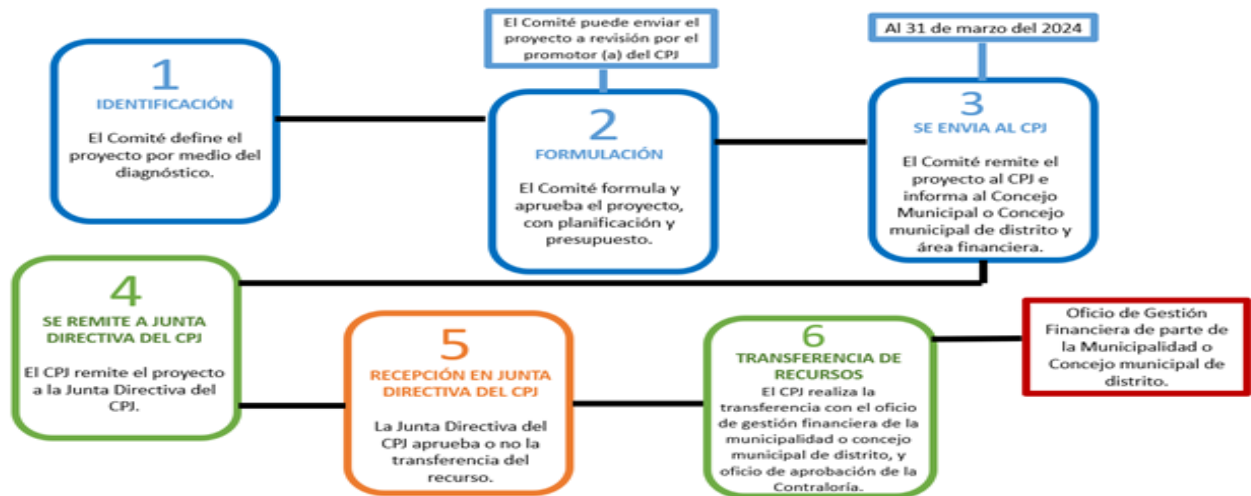 El Comité puede enviar el
proyecto a revisión por el
promotor (a) del CPJ
Al 31 de marzo del 2024
1
IDENTIFICACIÓN
El Comité define el
proyecto por medio del
diagnóstico.
2
FORMULACIÓN
El Comité formula y
aprueba el proyecto,
con planificación y
presupuesto.
3
SE ENVIA AL CPJ
El Comité remite el
proyecto al CPJ e
informa al Concejo
Municipal o Concejo
municipal de distrito y
área financiera.
4
SE REMITE A JUNTA
DIRECTIVA DEL CPJ
El CPJ remite el proyecto
a la Junta Directiva del
CPJ.
5
RECEPCIÓN EN JUNTA
DIRECTIVA DEL CPJ
La Junta Directiva del
CPJ aprueba o no la
transferencia del
recurso.
6
TRANSFERENCIA DE
RECURSOS
El CPJ realiza la
transferencia con el oficio
de gestión financiera de la
municipalidad o concejo
municipal de distrito, y
oficio de aprobación de la
Contraloría.
Oficio de Gestión
Financiera de parte de
la Municipalidad o
Concejo municipal de
distrito.